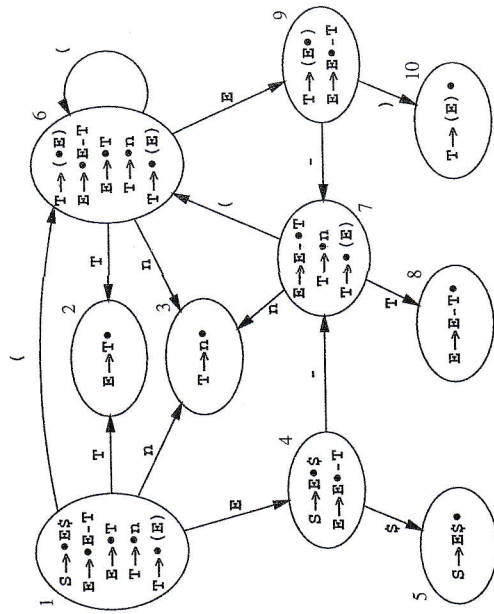 1
S→•E$
E→•E-T
E→•T
T→•n
T→•(E)
(
T
n
E
2
E→T•
3
T→n•
6
T→(•E)
E→•E-T
E→•T
T→•n
T→•(E)
(
T
n
E
4
S→E•$
E→E•-T
-
$
5
S→E$•
7
E→E-•T
T→•n
T→•(E)
n
(
T
8
E→E-T•
9
T→(E•)
E→E•-T
-
)
10
T→(E)•